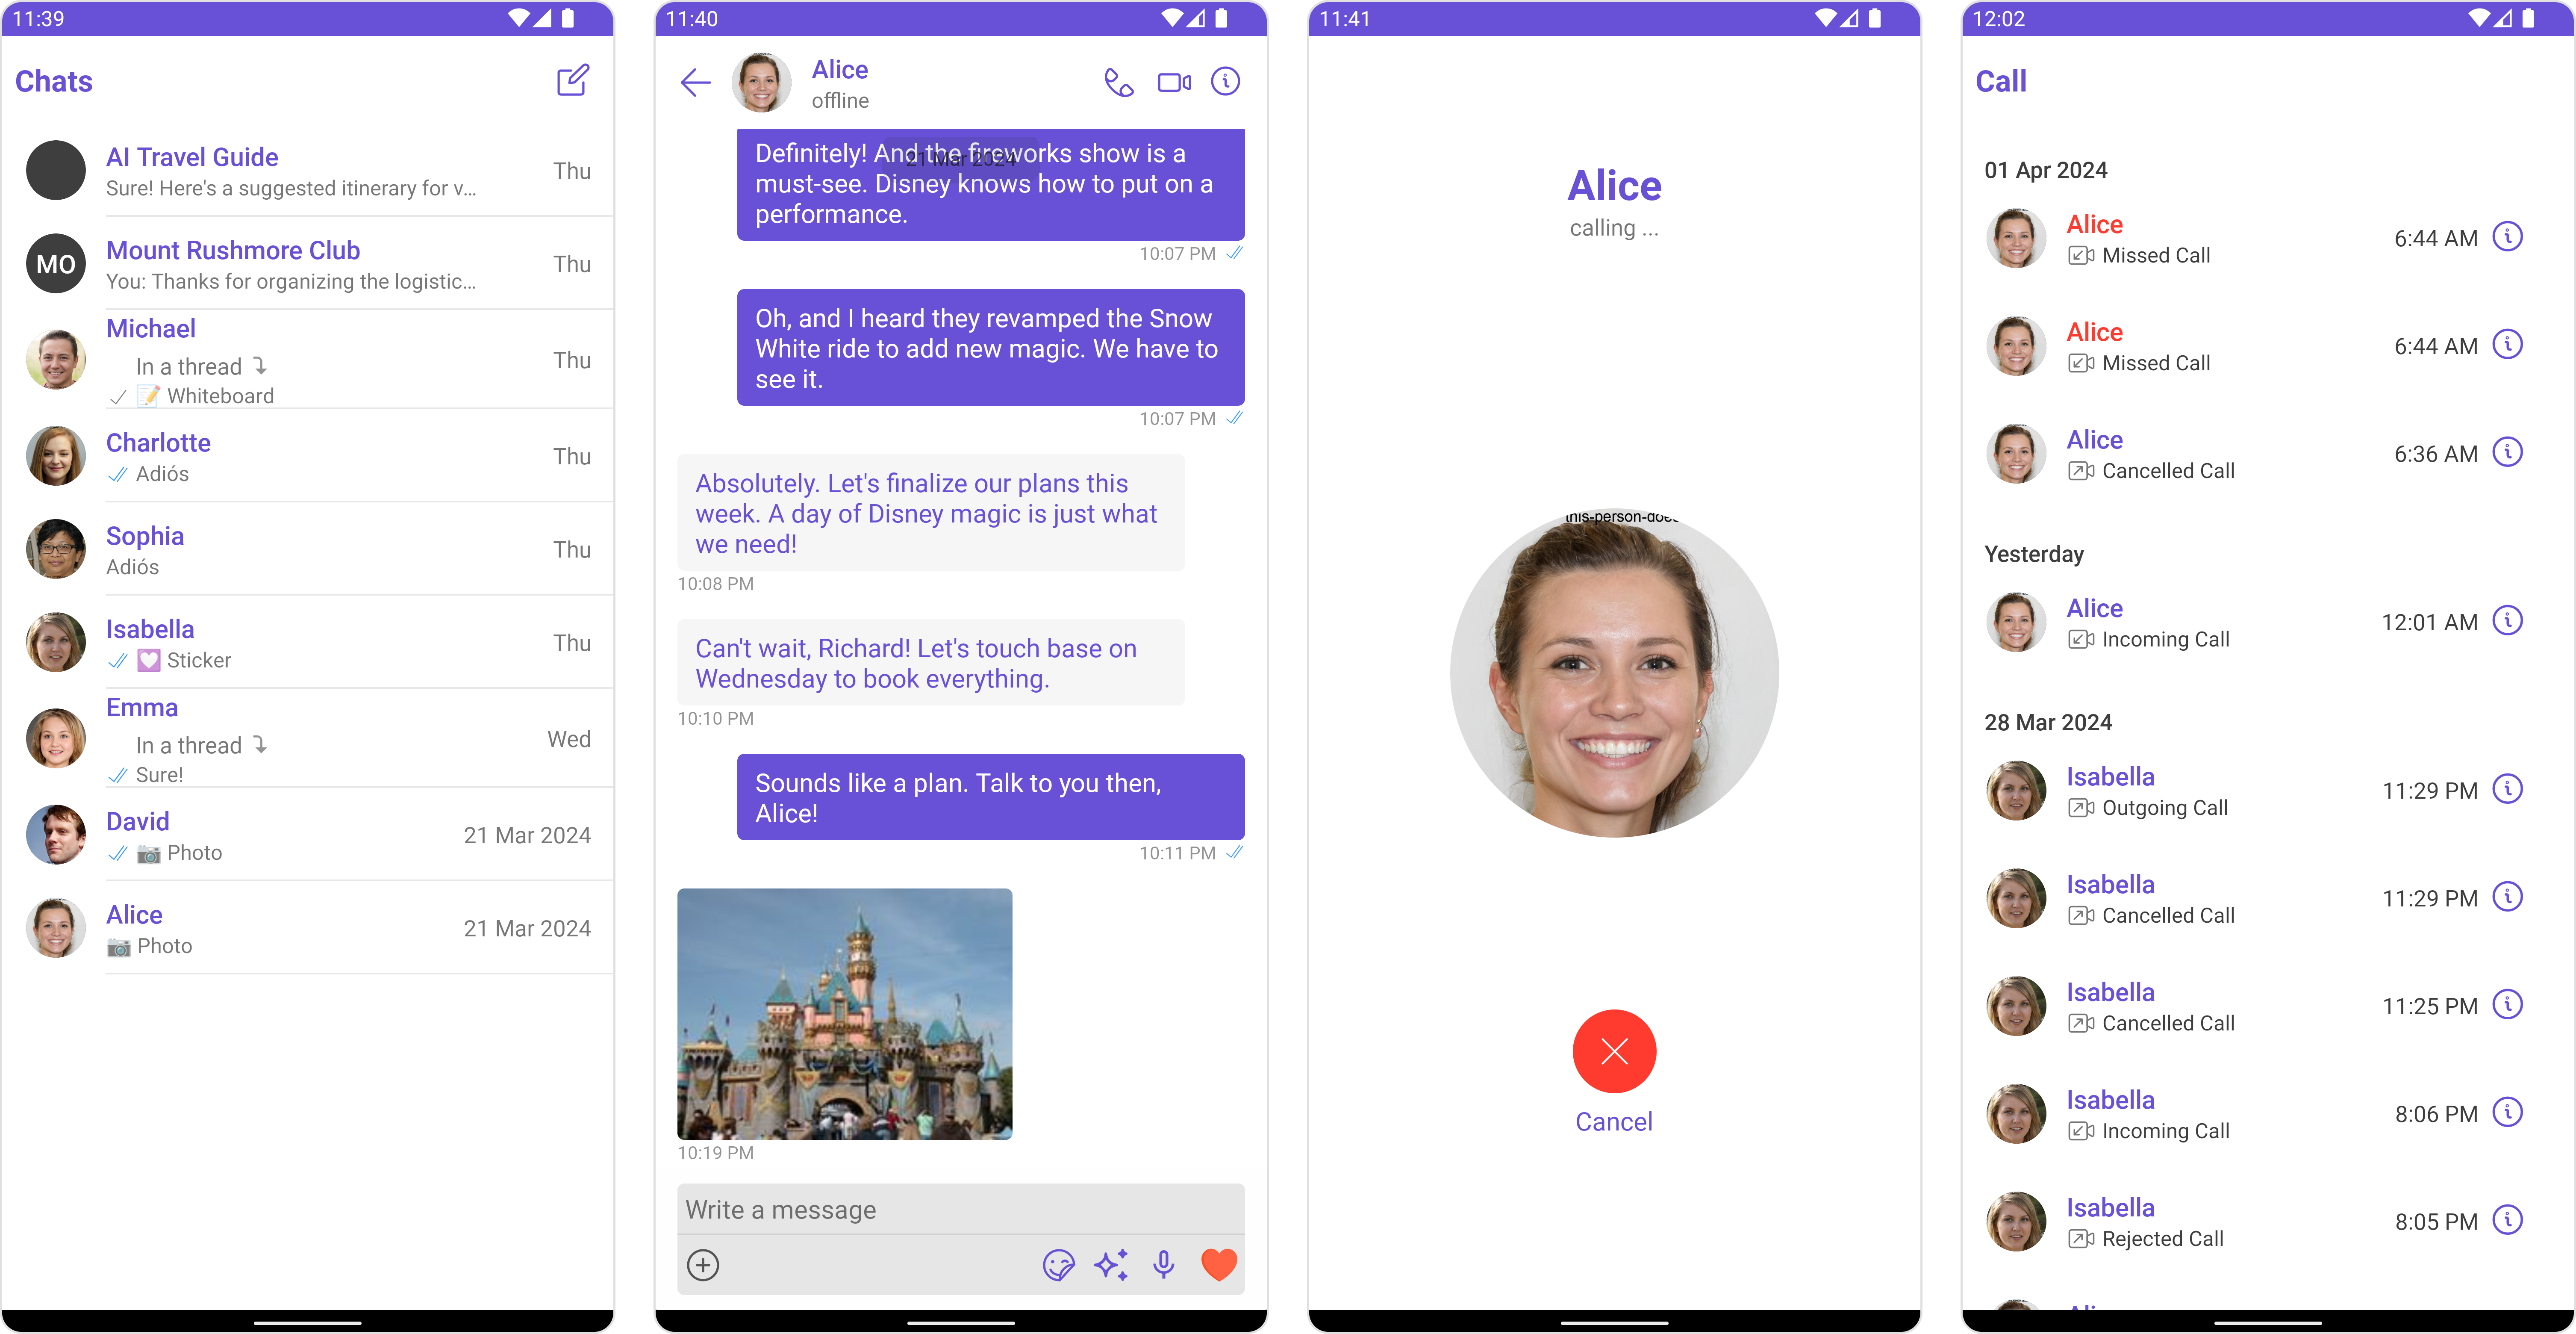 11:39
Chats
AI Travel Guide
Sure! Here's a suggested itinerary for v...
Thu
MO
Mount Rushmore Club
You: Thanks for organizing the logistic...
Thu
Michael
In a thread
Whiteboard
Thu
Charlotte
Adiós
Thu
Sophia
Adiós
Thu
Isabella
Sticker
Thu
Emma
In a thread
Sure!
Wed
David
Photo
21 Mar 2024
Alice
Photo
21 Mar 2024
11:40
Alice
offline
21 Mar 2024
Definitely! And the fireworks show is a
must-see. Disney knows how to put on a
performance.
10:07 PM
Oh, and I heard they revamped the Snow
White ride to add new magic. We have to
see it.
10:07 PM
Absolutely. Let's finalize our plans this
week. A day of Disney magic is just what
we need!
10:08 PM
Can't wait, Richard! Let's touch base on
Wednesday to book everything.
10:10 PM
Sounds like a plan. Talk to you then,
Alice!
10:11 PM
10:19 PM
Write a message
11:41
Alice
calling ...
this-person-does
Cancel
12:02
Call
01 Apr 2024
Alice
Missed Call
6:44 AM
Alice
Missed Call
6:44 AM
Alice
Cancelled Call
6:36 AM
Yesterday
Alice
Incoming Call
12:01 AM
28 Mar 2024
Isabella
Outgoing Call
11:29 PM
Isabella
Cancelled Call
11:29 PM
Isabella
Cancelled Call
11:25 PM
Isabella
Incoming Call
8:06 PM
Isabella
Rejected Call
8:05 PM